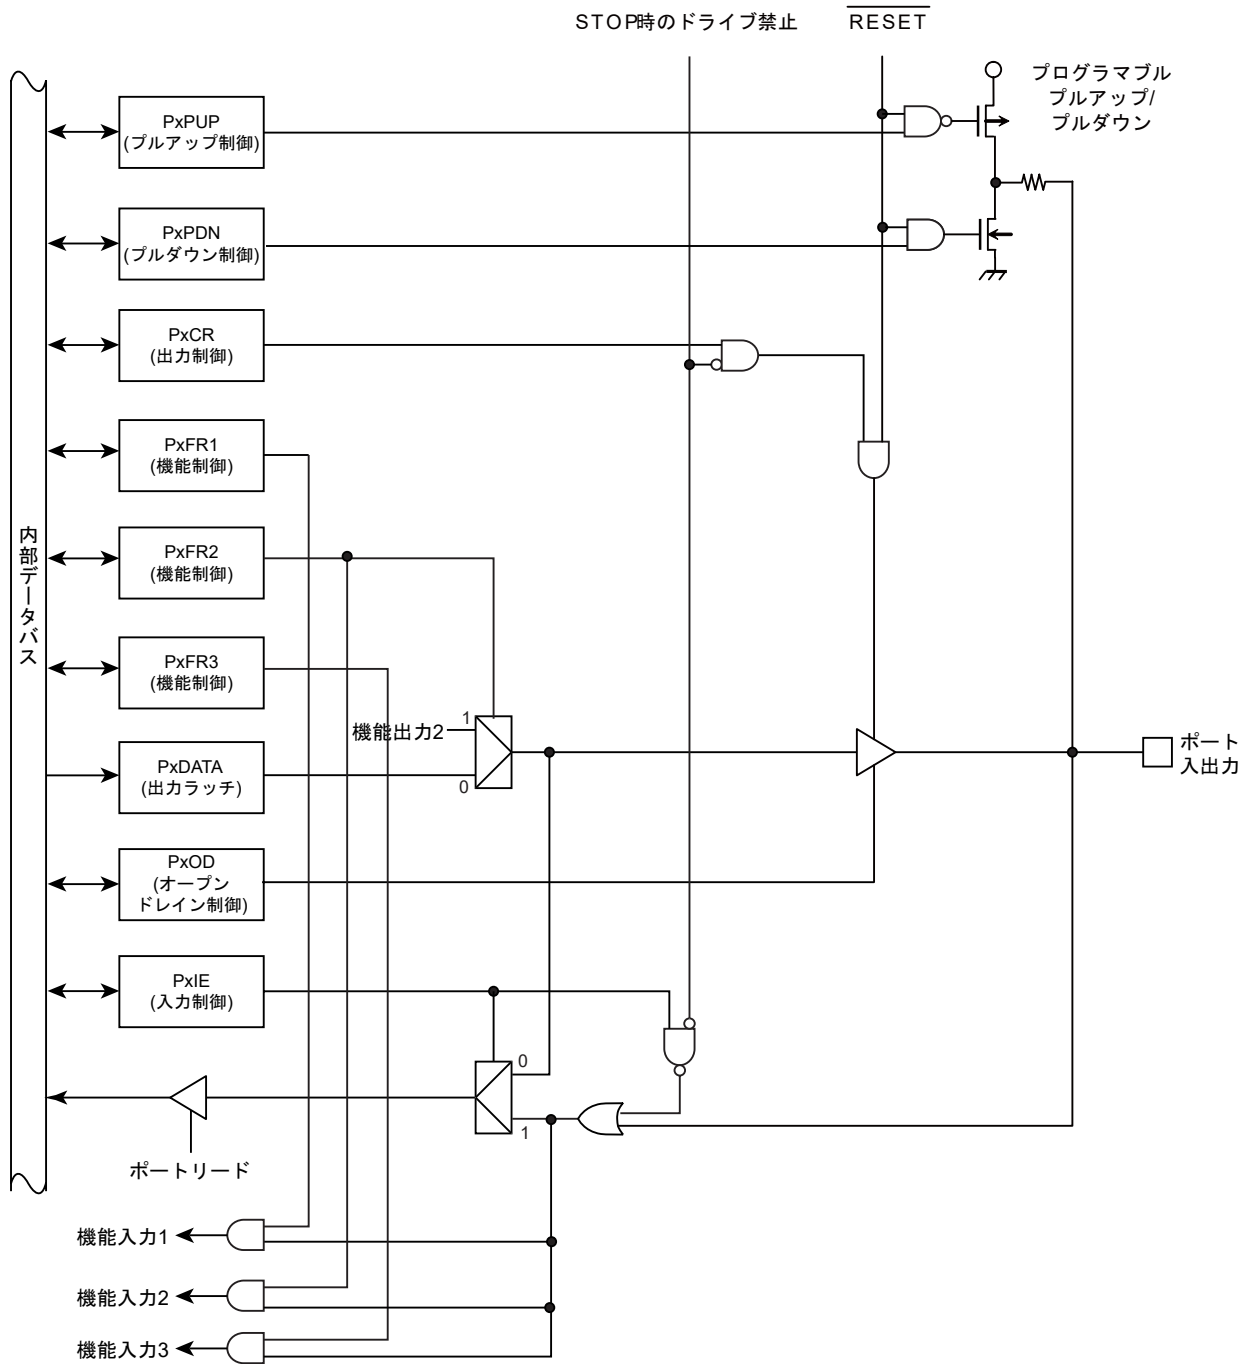 STOP時のドライブ禁止
RESET
プログラマブル
プルアップ/
プルダウン
PxPUP
(プルアップ制御)
PxPDN
(プルダウン制御)
PxCR
(出力制御)
PxFR1
(機能制御)
内部データバス
PxFR2
(機能制御)
PxFR3
(機能制御)
機能出力2
1
0
PxDATA
(出力ラッチ)
ポート
入出力
PxOD
(オープン
ドレイン制御)
PxIE
(入力制御)
0
1
ポートリード
機能入力1
機能入力2
機能入力3